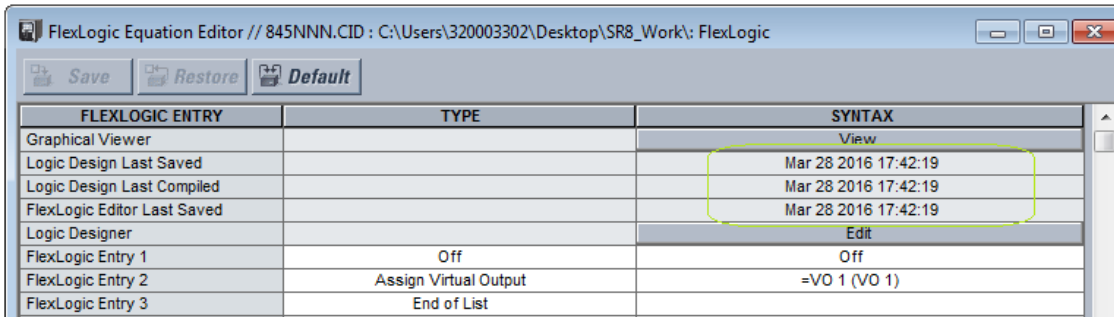 FlexLogic Equation Editor // 845NNN.CID : C:\Users\320003302\Desktop\SR8_Work\: FlexLogic
Save Restore Default
FLEXLOGIC ENTRY TYPE SYNTAX
Graphical Viewer View
Logic Design Last Saved Mar 28 2016 17:42:19
Logic Design Last Compiled Mar 28 2016 17:42:19
FlexLogic Editor Last Saved Mar 28 2016 17:42:19
Logic Designer Edit
FlexLogic Entry 1 Off Off
FlexLogic Entry 2 Assign Virtual Output =VO 1 (VO 1)
FlexLogic Entry 3 End of List